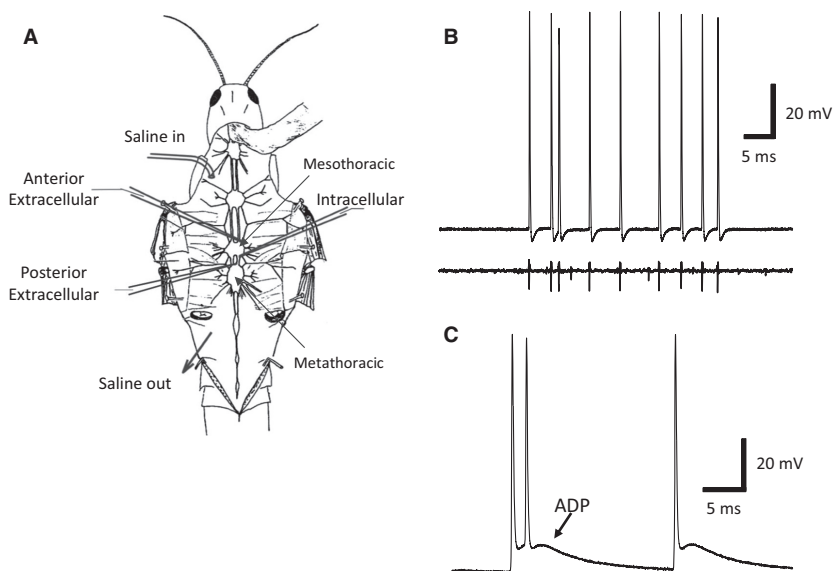 A
Saline in
Mesothoracic
Anterior
Extracellular
Intracellular
Posterior
Extracellular
Saline out
Metathoracic
B
20 mV
5 ms
C
20 mV
5 ms
ADP